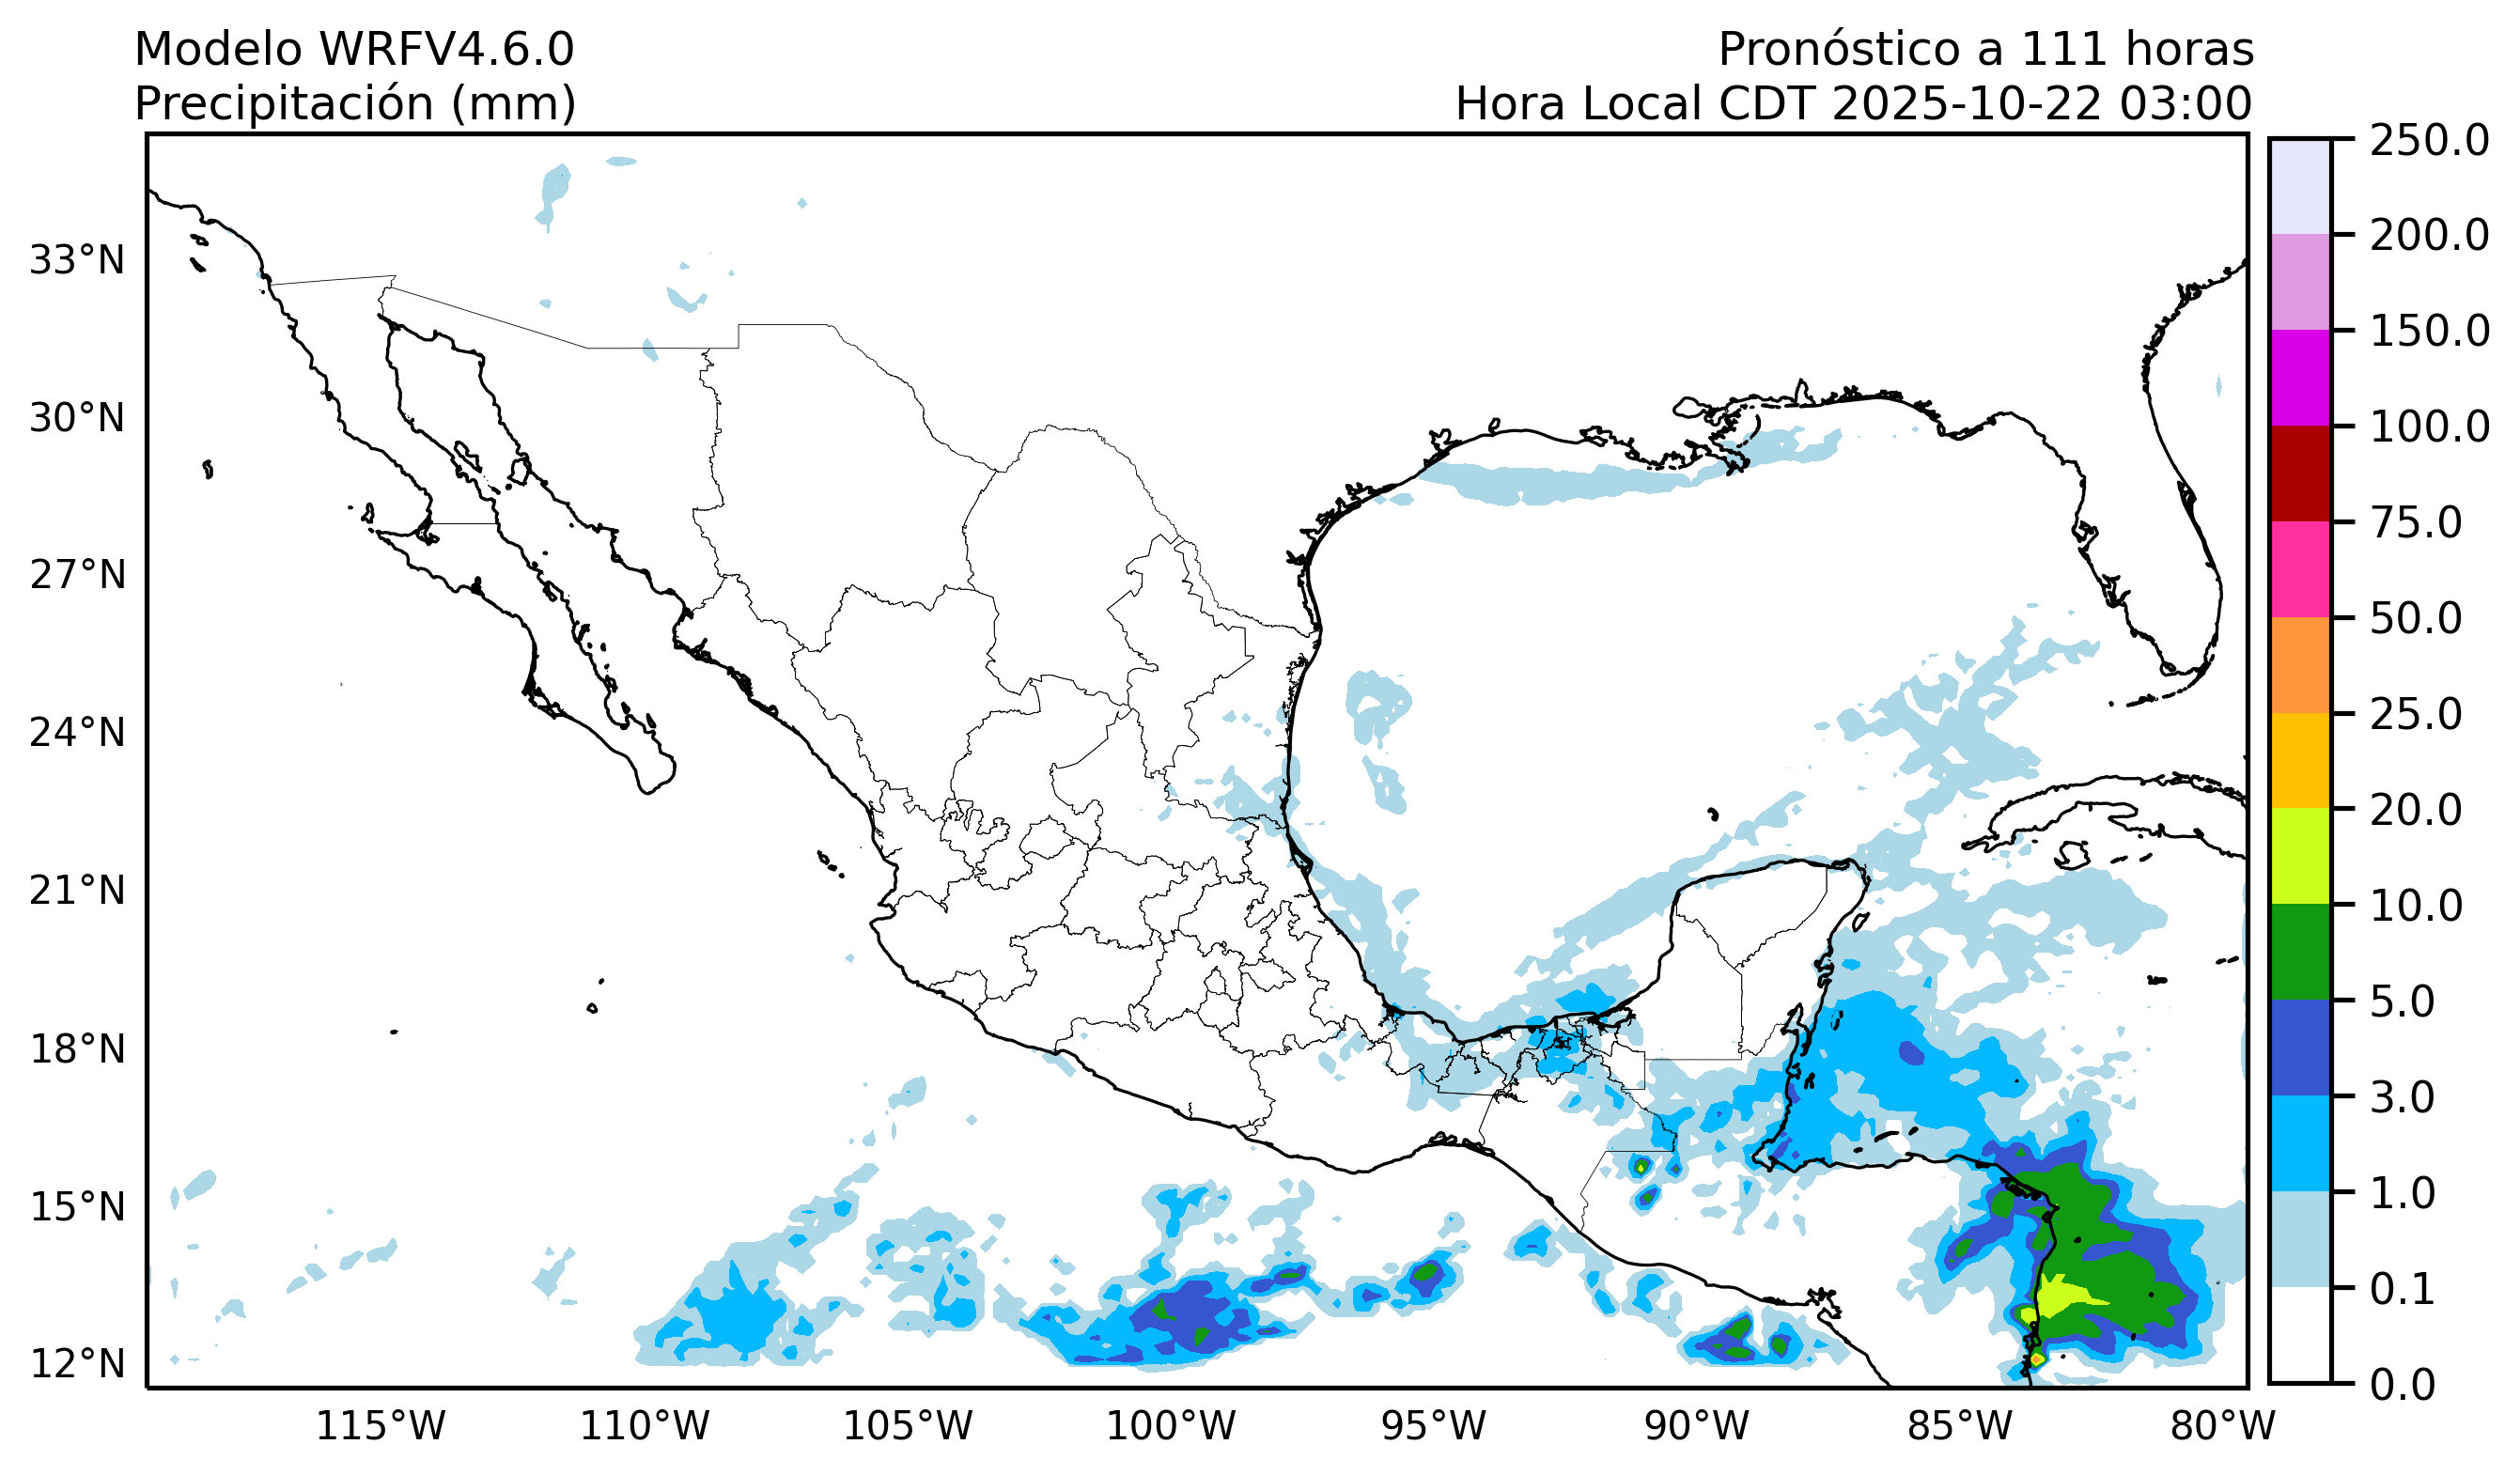 Modelo WRFV4.6.0
Precipitación (mm)
Pronóstico a 111 horas
Hora Local CDT 2025-10-22 03:00
33°N
30°N
27°N
24°N
21°N
18°N
15°N
12°N
115°W
110°W
105°W
100°W
95°W
90°W
85°W
80°W
250.0
200.0
150.0
100.0
75.0
50.0
25.0
20.0
10.0
5.0
3.0
1.0
0.1
0.0